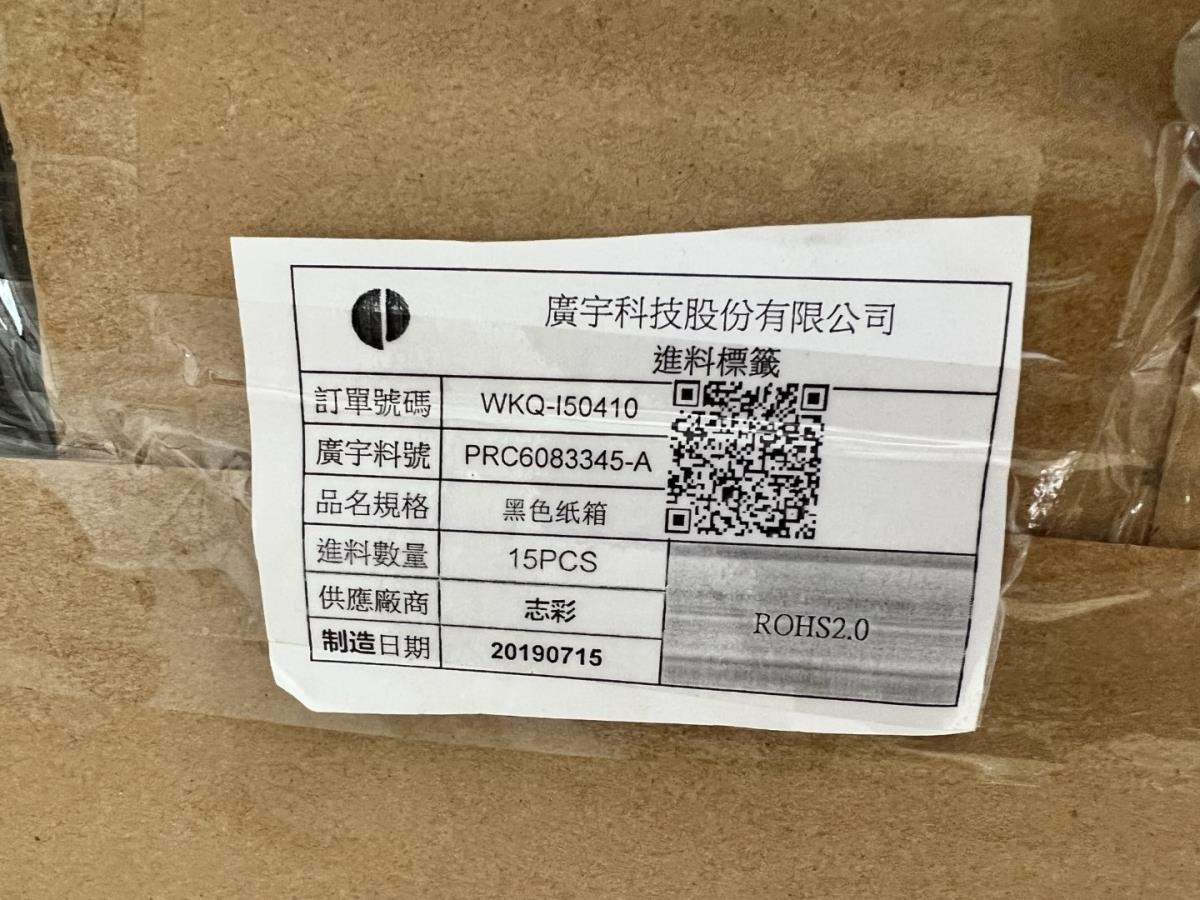 廣宇科技股份有限公司
進料標籤
訂單號碼 WKQ-I50410
廣宇料號 PRC6083345-A
品名規格 黑色纸箱
進料數量 15PCS
供應廠商 志彩
制造日期 20190715
ROHS2.0